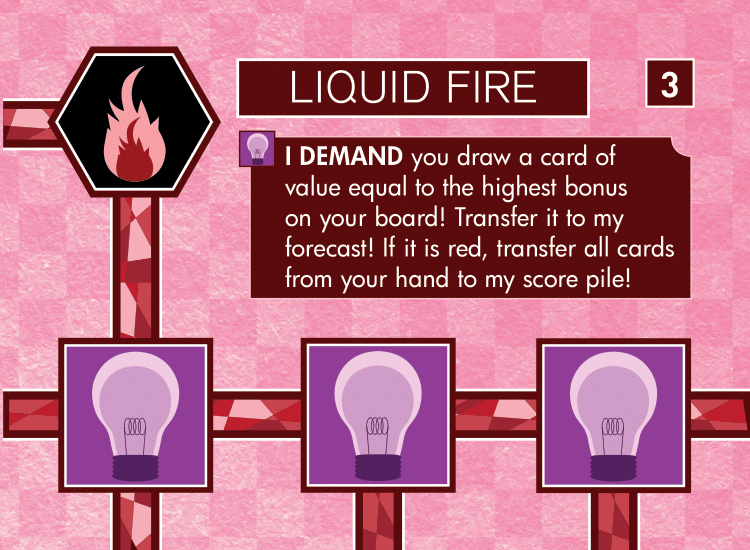 LIQUID FIRE
3
I DEMAND you draw a card of
value equal to the highest bonus
on your board! Transfer it to my
forecast! If it is red, transfer all cards
from your hand to my score pile!